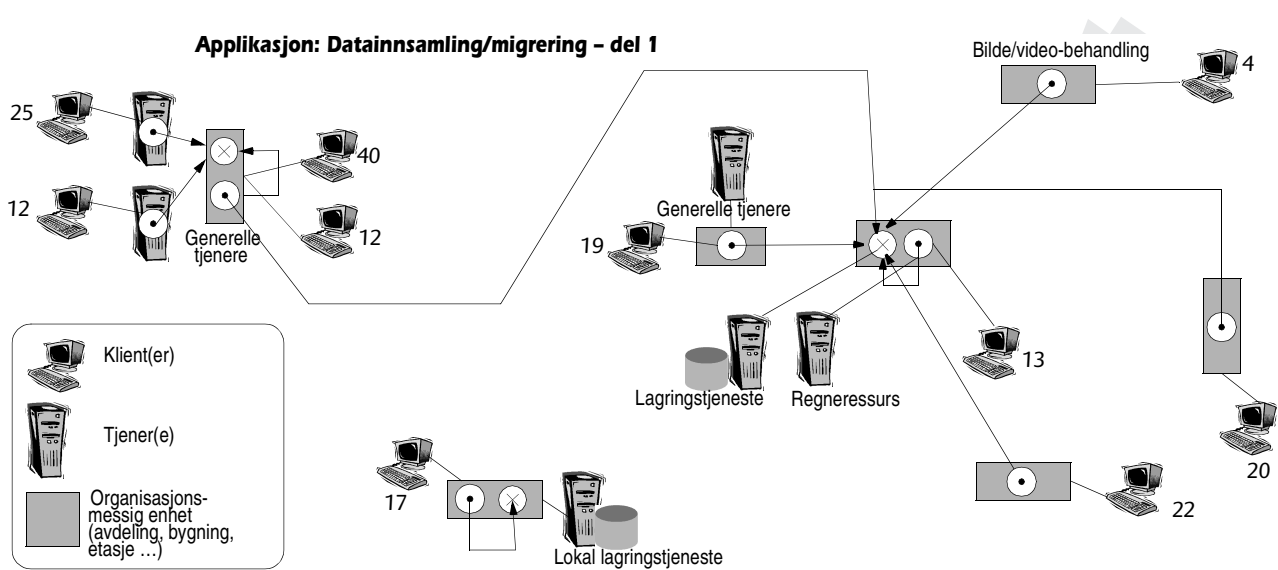 Applikasjon: Datainnsamling/migrering – del 1
Bilde/video-behandling
4
25
40
12
12
Generelle
tjenere
Generelle tjenere
19
13
Lagringstjeneste
Regneressurs
20
22
17
Lokal lagringstjeneste
Klient(er)
Tjener(e)
Organisasjons-
messig enhet
(avdeling, bygning,
etasje ...)